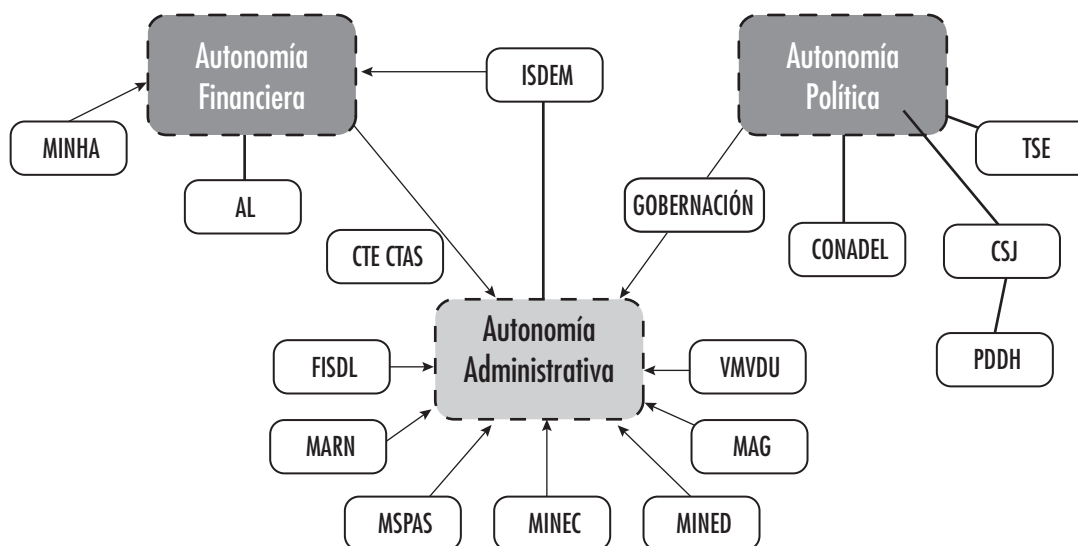 Autonomía
Financiera
ISDEM
Autonomía
Política
MINHA
TSE
AL
GOBERNACIÓN
CTE CTAS
CONADEL
CSJ
Autonomía
Administrativa
FISDL
VMVDU
PDDH
MARN
MAG
MSPAS
MINEC
MINED